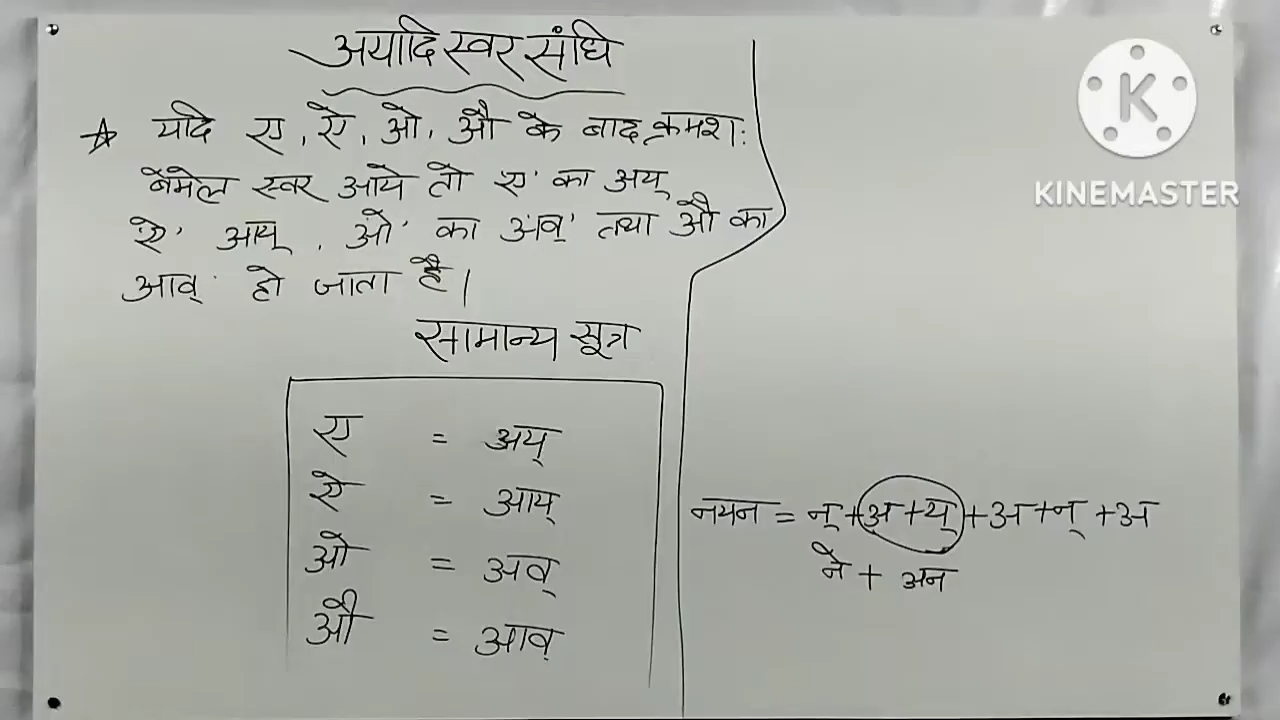 अयादि स्वर संधि
☆ यदि ए, ऐ, ओ, औ के बाद क्रमशः
बेमेल स्वर आये तो 'ए' का अय्
'ऐ' आय्, 'ओ' का 'अव्' तथा औ का
आव् हो जाता है।
सामान्य सूत्र
ए = अय्
ऐ = आय्
ओ = अव्
औ = आव्
नयन = न् + अ + य् + अ + न् + अ
ने + अन
K
KINEMASTER